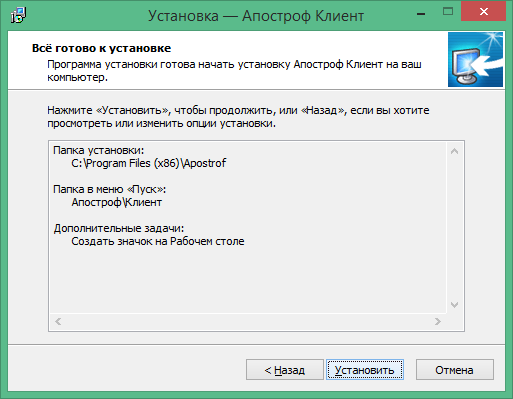 Установка — Апостроф Клиент
Всё готово к установке
Программа установки готова начать установку Апостроф Клиент на ваш
компьютер.
Нажмите «Установить», чтобы продолжить, или «Назад», если вы хотите
просмотреть или изменить опции установки.
Папка установки:
C:\Program Files (x86)\Apostrof
Папка в меню «Пуск»:
Апостроф\Клиент
Дополнительные задачи:
Создать значок на Рабочем столе
< Назад
Установить
Отмена